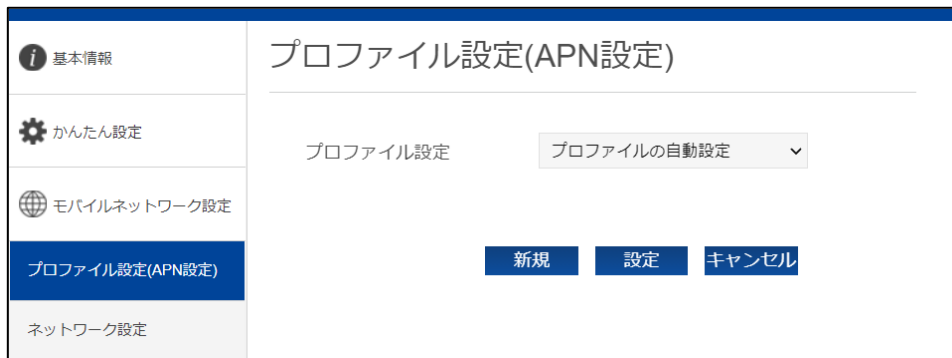 基本情報
かんたん設定
モバイルネットワーク設定
プロファイル設定(APN設定)
ネットワーク設定
プロファイル設定(APN設定)
プロファイル設定 プロファイルの自動設定
新規 設定 キャンセル